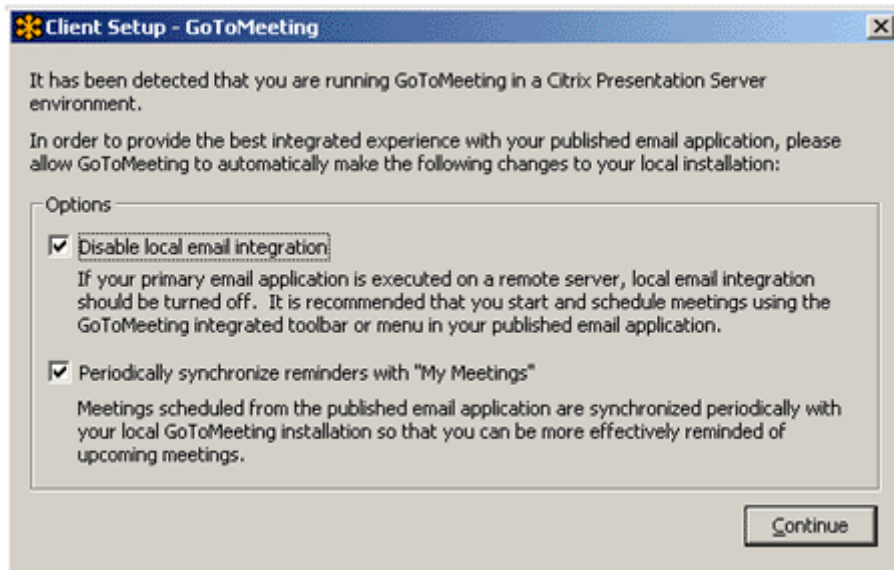 Client Setup - GoToMeeting
It has been detected that you are running GoToMeeting in a Citrix Presentation Server
environment.
In order to provide the best integrated experience with your published email application, please
allow GoToMeeting to automatically make the following changes to your local installation:
Options
Disable local email integration
If your primary email application is executed on a remote server, local email integration
should be turned off. It is recommended that you start and schedule meetings using the
GoToMeeting integrated toolbar or menu in your published email application.
Periodically synchronize reminders with "My Meetings"
Meetings scheduled from the published email application are synchronized periodically with
your local GoToMeeting installation so that you can be more effectively reminded of
upcoming meetings.
Continue